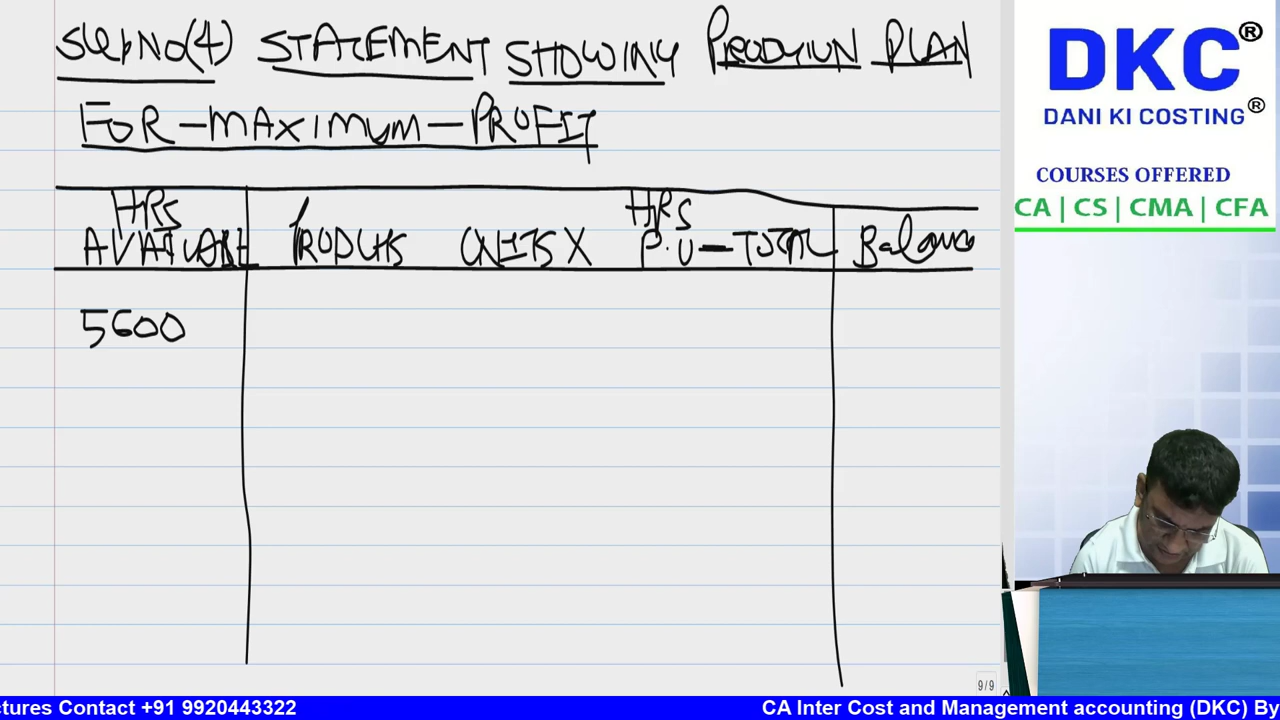 Step No (4) STATEMENT SHOWING PRODUCTION PLAN
FOR - MAXIMUM - PROFIT
HRS AVAILABLE PRODUCTS UNITS X HRS P.U - TOTAL Balance
5600
DKC®
DANI KI COSTING®
COURSES OFFERED
CA | CS | CMA | CFA
9/9
ctures Contact +91 9920443322
CA Inter Cost and Management accounting (DKC) By